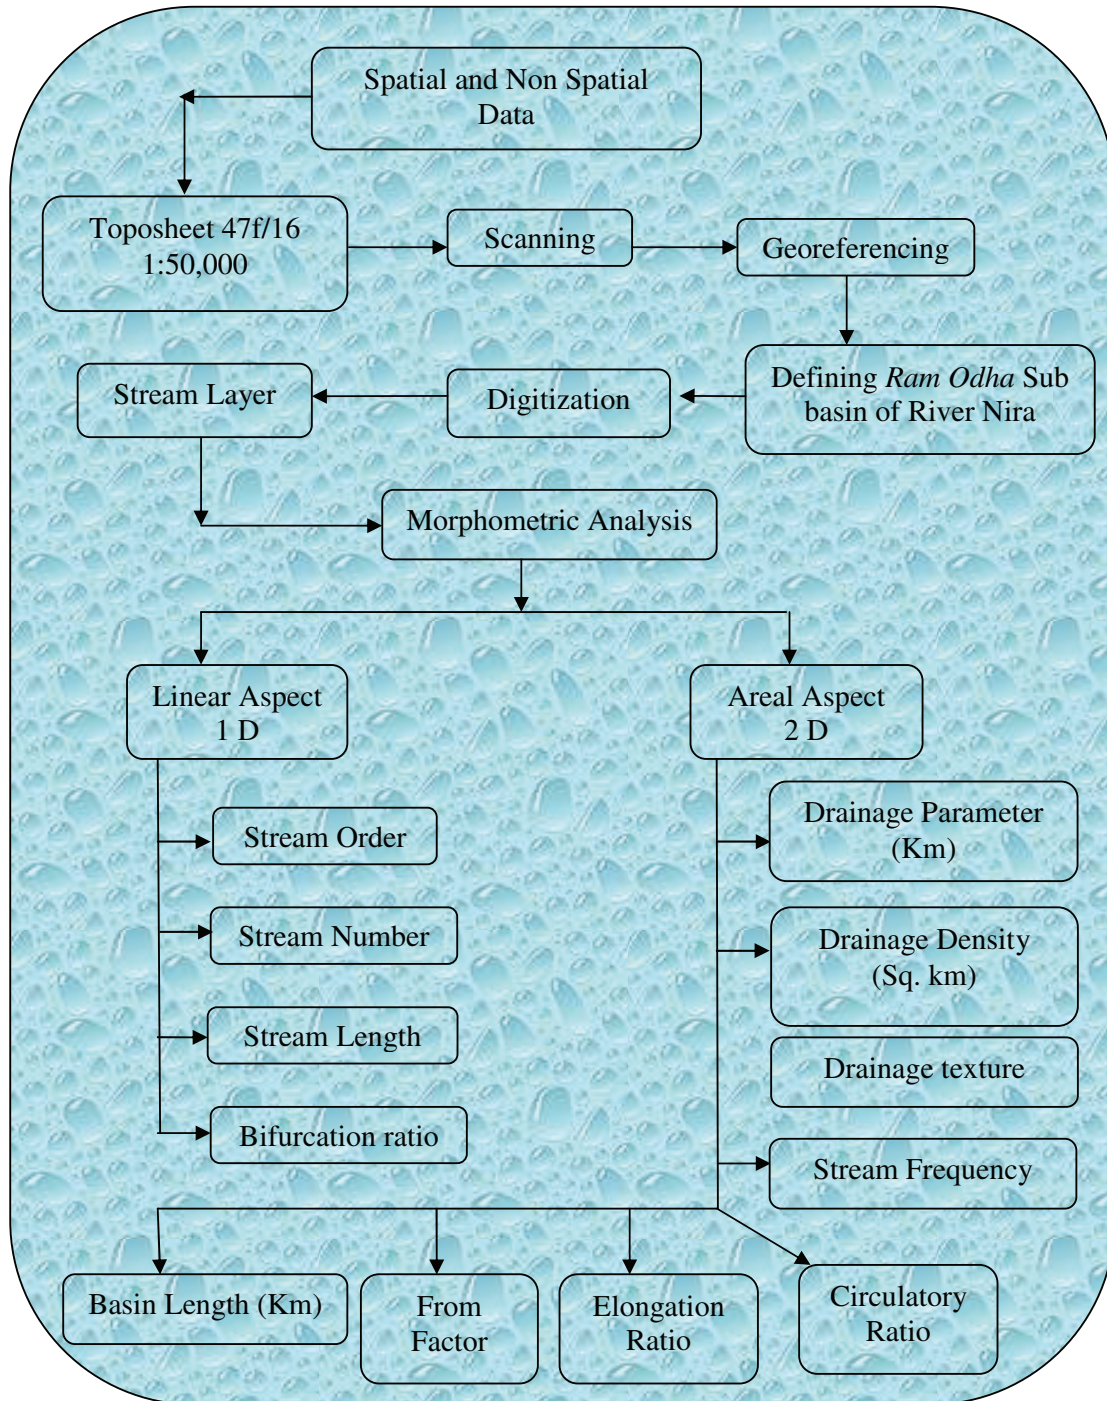 Spatial and Non Spatial
Data
Toposheet 47f/16
1:50,000
Scanning
Georeferencing
Defining Ram Odha Sub
basin of River Nira
Digitization
Stream Layer
Morphometric Analysis
Linear Aspect
1 D
Areal Aspect
2 D
Stream Order
Stream Number
Stream Length
Bifurcation ratio
Drainage Parameter
(Km)
Drainage Density
(Sq. km)
Drainage texture
Stream Frequency
Basin Length (Km)
From
Factor
Elongation
Ratio
Circulatory
Ratio